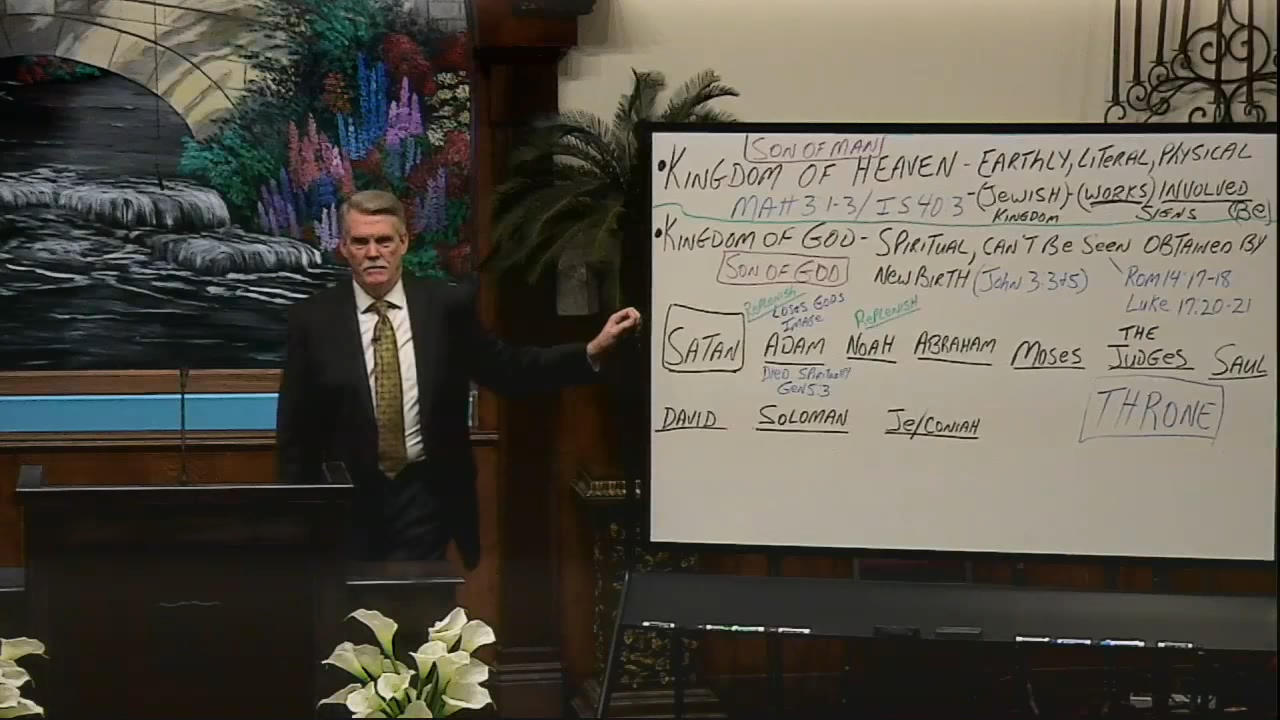 SON OF MAN
• KINGDOM OF HEAVEN - EARTHLY, LITERAL, PHYSICAL
MAH 3 1-3 / IS 40 3 - (JEWISH) - (WORKS) INVOLVED
KINGDOM SIGNS (Be)
• KINGDOM OF GOD - SPIRITUAL, CAN'T BE SEEN OBTAINED BY
SON OF GOD NEW BIRTH (John 3:3+5) Rom 14:17-18
Luke 17:20-21
REPLENISH LOSES GODS IMAGE REPLENISH
SATAN ADAM NOAH ABRAHAM MOSES THE JUDGES SAUL
DIED SPIRITUALLY
GEN 5:3
DAVID SOLOMAN Je/CONIAH THRONE